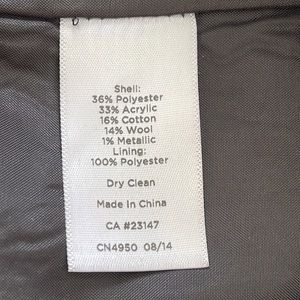 Shell:
36% Polyester
33% Acrylic
16% Cotton
14% Wool
1% Metallic
Lining:
100% Polyester
Dry Clean
Made In China
CA #23147
CN4950 08/14